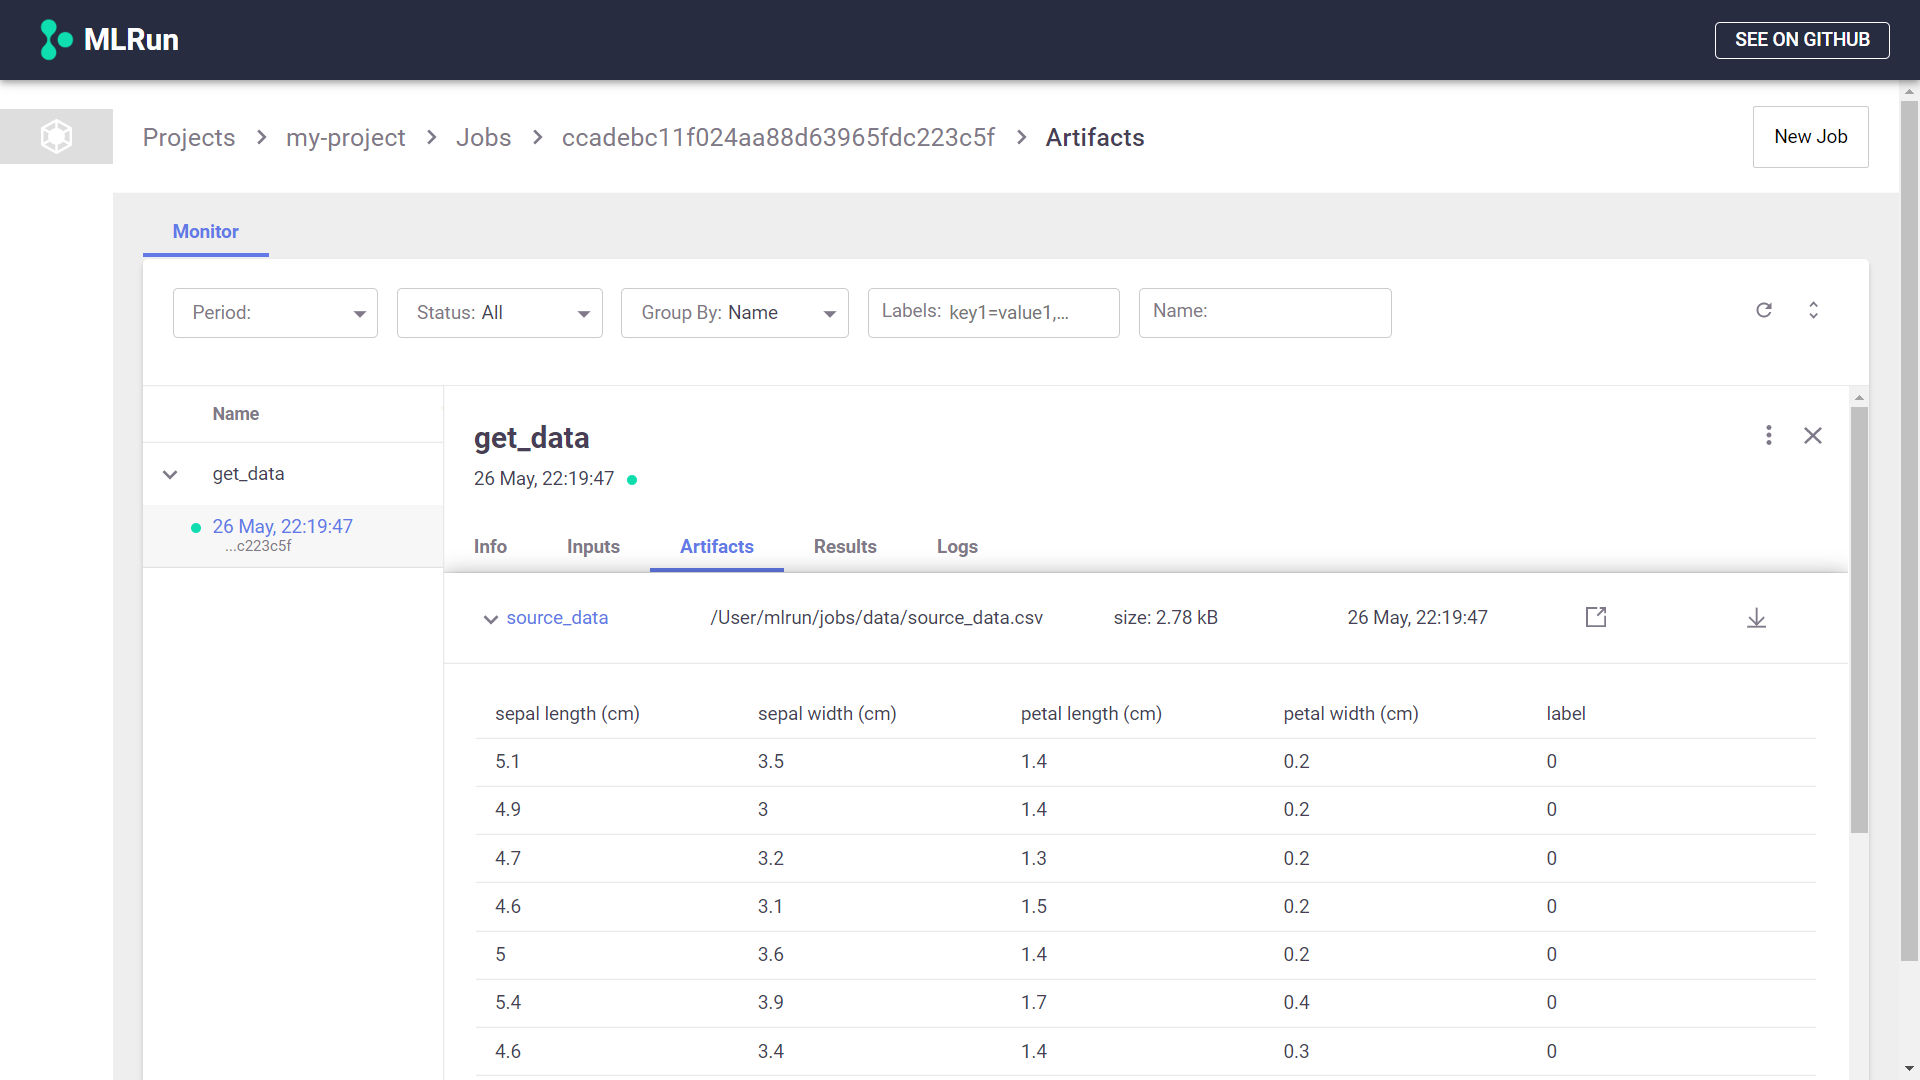 MLRun
SEE ON GITHUB
Projects > my-project > Jobs > ccadebc11f024aa88d63965fdc223c5f > Artifacts
New Job
Monitor
Period:
Status: All
Group By: Name
Labels: key1=value1,...
Name:
Name
get_data
26 May, 22:19:47
...c223c5f
get_data
26 May, 22:19:47
Info Inputs Artifacts Results Logs
source_data /User/mlrun/jobs/data/source_data.csv size: 2.78 kB 26 May, 22:19:47
sepal length (cm) sepal width (cm) petal length (cm) petal width (cm) label
5.1 3.5 1.4 0.2 0
4.9 3 1.4 0.2 0
4.7 3.2 1.3 0.2 0
4.6 3.1 1.5 0.2 0
5 3.6 1.4 0.2 0
5.4 3.9 1.7 0.4 0
4.6 3.4 1.4 0.3 0